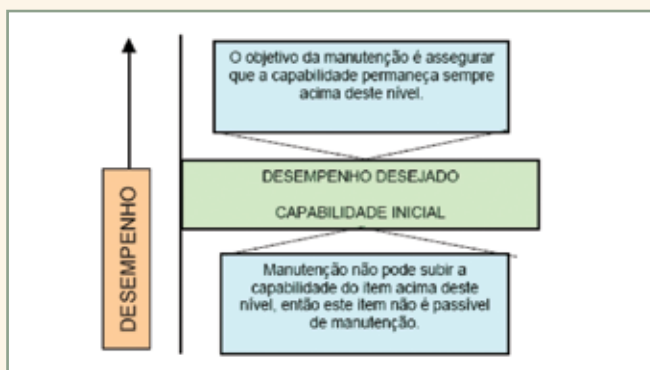 O objetivo da manutenção é assegurar
que a capabilidade permaneça sempre
acima deste nível.
DESEMPENHO DESEJADO
CAPABILIDADE INICIAL
DESEMPENHO
Manutenção não pode subir a
capabilidade do item acima deste
nível, então este item não é passível
de manutenção.